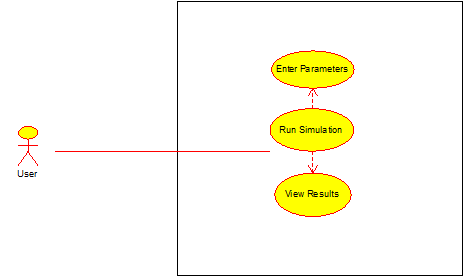 Enter Parameters
Run Simulation
User
View Results